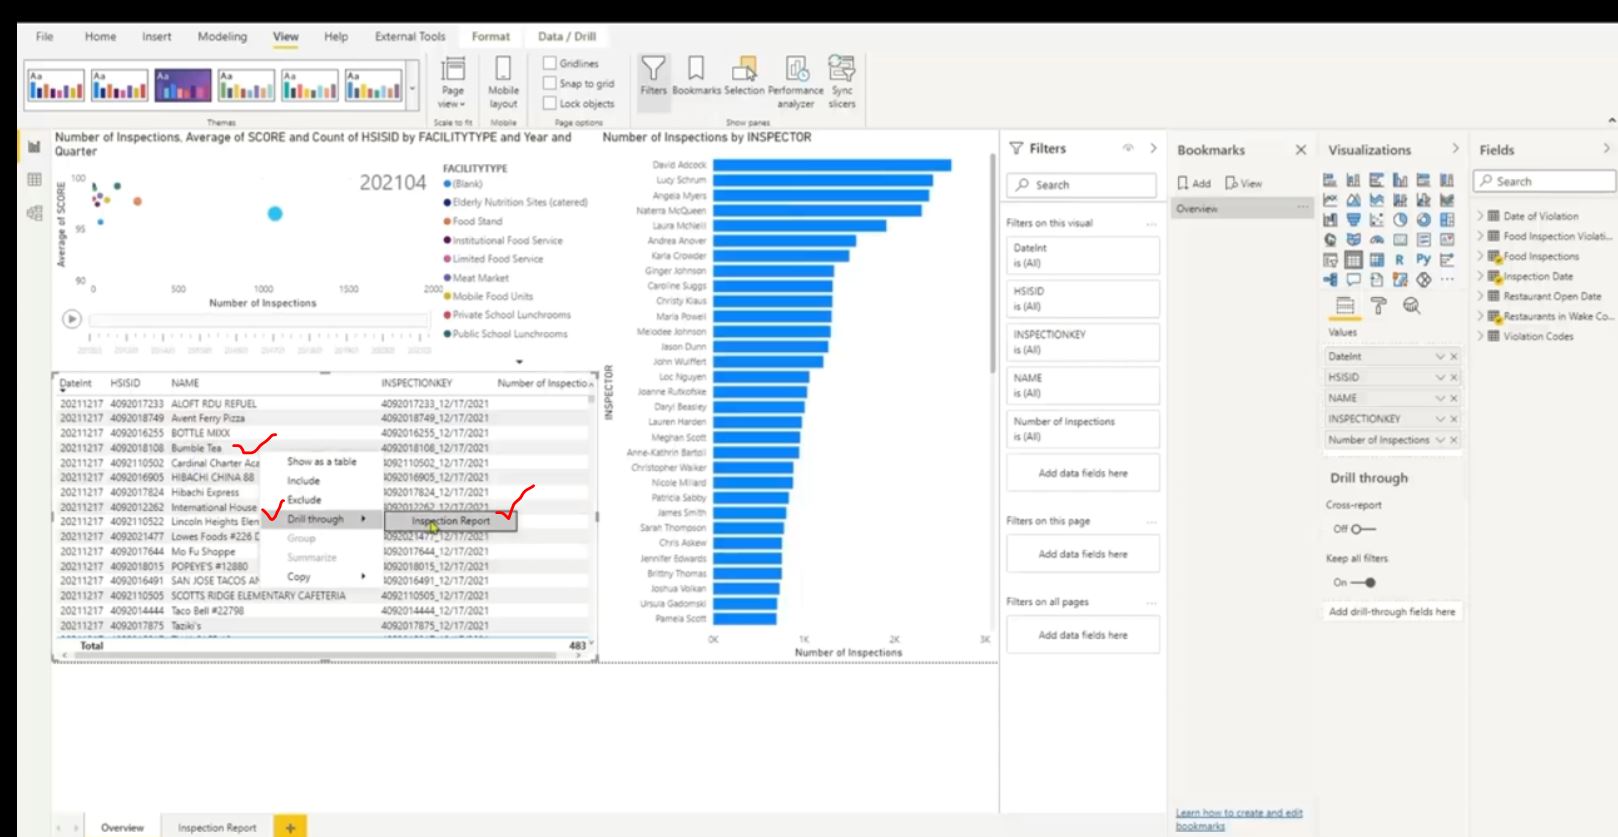 File Home Insert Modeling View Help External Tools Format Data / Drill
Aa Aa Aa Aa Aa Aa
Page view Mobile layout
Gridlines
Snap to grid
Lock objects
Filters Bookmarks Selection Performance analyzer Sync slicers
Themes Scale to fit Mobile Page options Show panes
Number of Inspections, Average of SCORE and Count of HSISID by FACILITYTYPE and Year and
Quarter
202104
Average of SCORE
100
95
90
0 500 1000 1500 2000
Number of Inspections
FACILITYTYPE
(Blank)
Elderly Nutrition Sites (catered)
Food Stand
Institutional Food Service
Limited Food Service
Meat Market
Mobile Food Units
Private School Lunchrooms
Public School Lunchrooms
DateInt HSISID NAME INSPECTIONKEY Number of Inspectio
20211217 4092017233 ALOFT RDU REFUEL 4092017233_12/17/2021
20211217 4092018749 Avent Ferry Pizza 4092018749_12/17/2021
20211217 4092016255 BOTTLE MIXX 4092016255_12/17/2021
20211217 4092018108 Bumble Tea 4092018108_12/17/2021
20211217 4092110502 Cardinal Charter Aca 4092110502_12/17/2021
20211217 4092016905 HIBACHI CHINA 88 4092016905_12/17/2021
20211217 4092017824 Hibachi Express 4092017824_12/17/2021
20211217 4092012262 International House 4092012262_12/17/2021
20211217 4092110522 Lincoln Heights Elen
20211217 4092021477 Lowes Foods #226 4092021477_12/17/2021
20211217 4092017644 Mo Fu Shoppe 4092017644_12/17/2021
20211217 4092018015 POPEYE'S #12880 4092018015_12/17/2021
20211217 4092016491 SAN JOSE TACOS AN 4092016491_12/17/2021
20211217 4092110505 SCOTTS RIDGE ELEMENTARY CAFETERIA 4092110505_12/17/2021
20211217 4092014444 Taco Bell #22798 4092014444_12/17/2021
20211217 4092017875 Taziki's 4092017875_12/17/2021
Total 483
Show as a table
Include
Exclude
Drill through
Inspection Report
Group
Summarize
Copy
Number of Inspections by INSPECTOR
INSPECTOR
David Adcock
Lucy Schrum
Angela Myers
Naterra McQueen
Laura McNeill
Andrea Anover
Karla Crowder
Ginger Johnson
Caroline Suggs
Christy Klaus
Maria Powell
Melodee Johnson
Jason Dunn
John Wulffert
Loc Nguyen
Joanne Rutkofske
Daryl Beasley
Lauren Harden
Meghan Scott
Anne-Kathrin Bartoli
Christopher Walker
Nicole Millard
Patricia Sabby
James Smith
Sarah Thompson
Chris Askew
Jennifer Edwards
Brittny Thomas
Joshua Volkan
Ursula Gadomski
Pamela Scott
0K 1K 2K 3K
Number of Inspections
Filters
Search
Filters on this visual
DateInt
is (All)
HSISID
is (All)
INSPECTIONKEY
is (All)
NAME
is (All)
Number of Inspections
is (All)
Add data fields here
Filters on this page
Add data fields here
Filters on all pages
Add data fields here
Bookmarks
Add View
Overview
Learn how to create and edit
bookmarks
Visualizations
R Py
Values
DateInt
HSISID
NAME
INSPECTIONKEY
Number of Inspections
Drill through
Cross-report
Off
Keep all filters
On
Add drill-through fields here
Fields
Search
Date of Violation
Food Inspection Violati...
Food Inspections
Inspection Date
Restaurant Open Date
Restaurants in Wake Co...
Violation Codes
Overview Inspection Report +